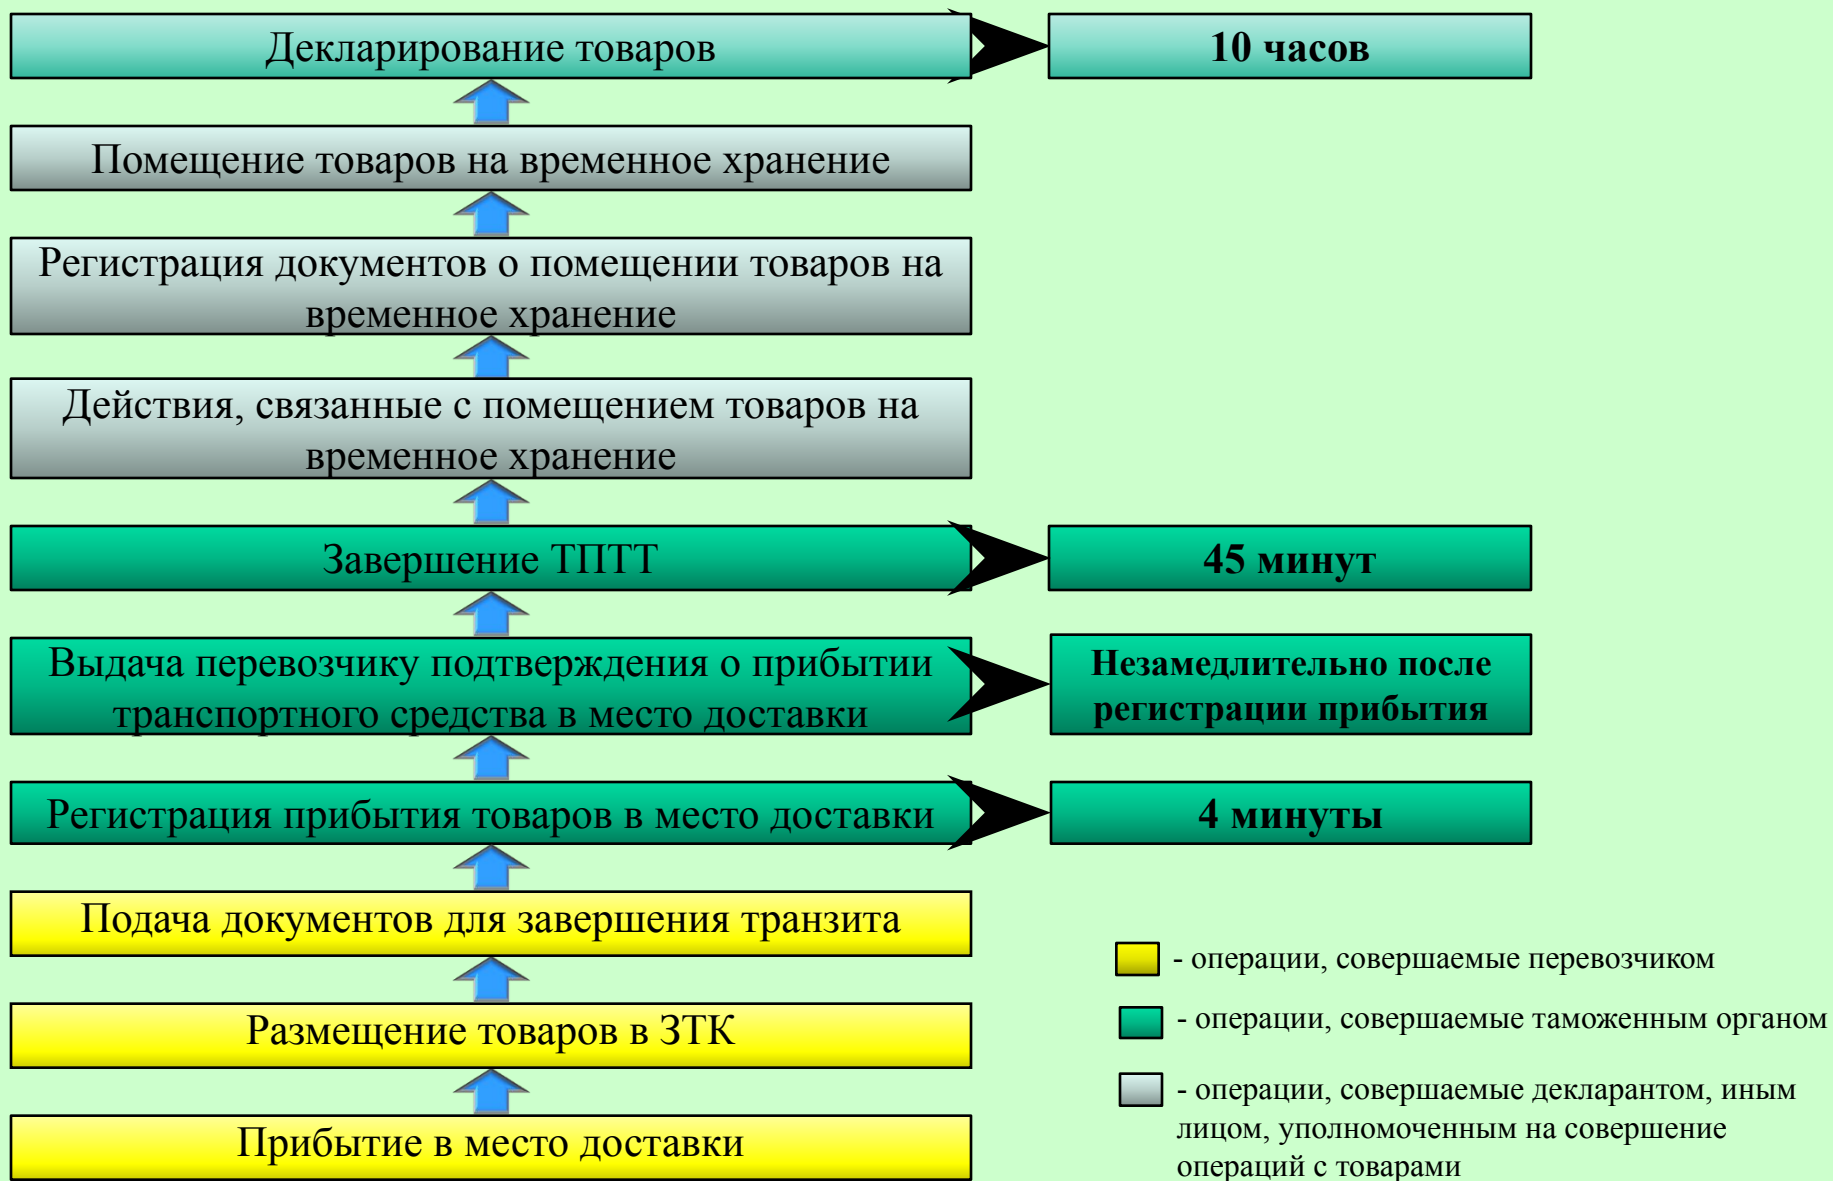 Декларирование товаров
10 часов
Помещение товаров на временное хранение
Регистрация документов о помещении товаров на
временное хранение
Действия, связанные с помещением товаров на
временное хранение
Завершение ТПТТ
45 минут
Выдача перевозчику подтверждения о прибытии
транспортного средства в место доставки
Незамедлительно после
регистрации прибытия
Регистрация прибытия товаров в место доставки
4 минуты
Подача документов для завершения транзита
Размещение товаров в ЗТК
Прибытие в место доставки
- операции, совершаемые перевозчиком
- операции, совершаемые таможенным органом
- операции, совершаемые декларантом, иным
лицом, уполномоченным на совершение
операций с товарами